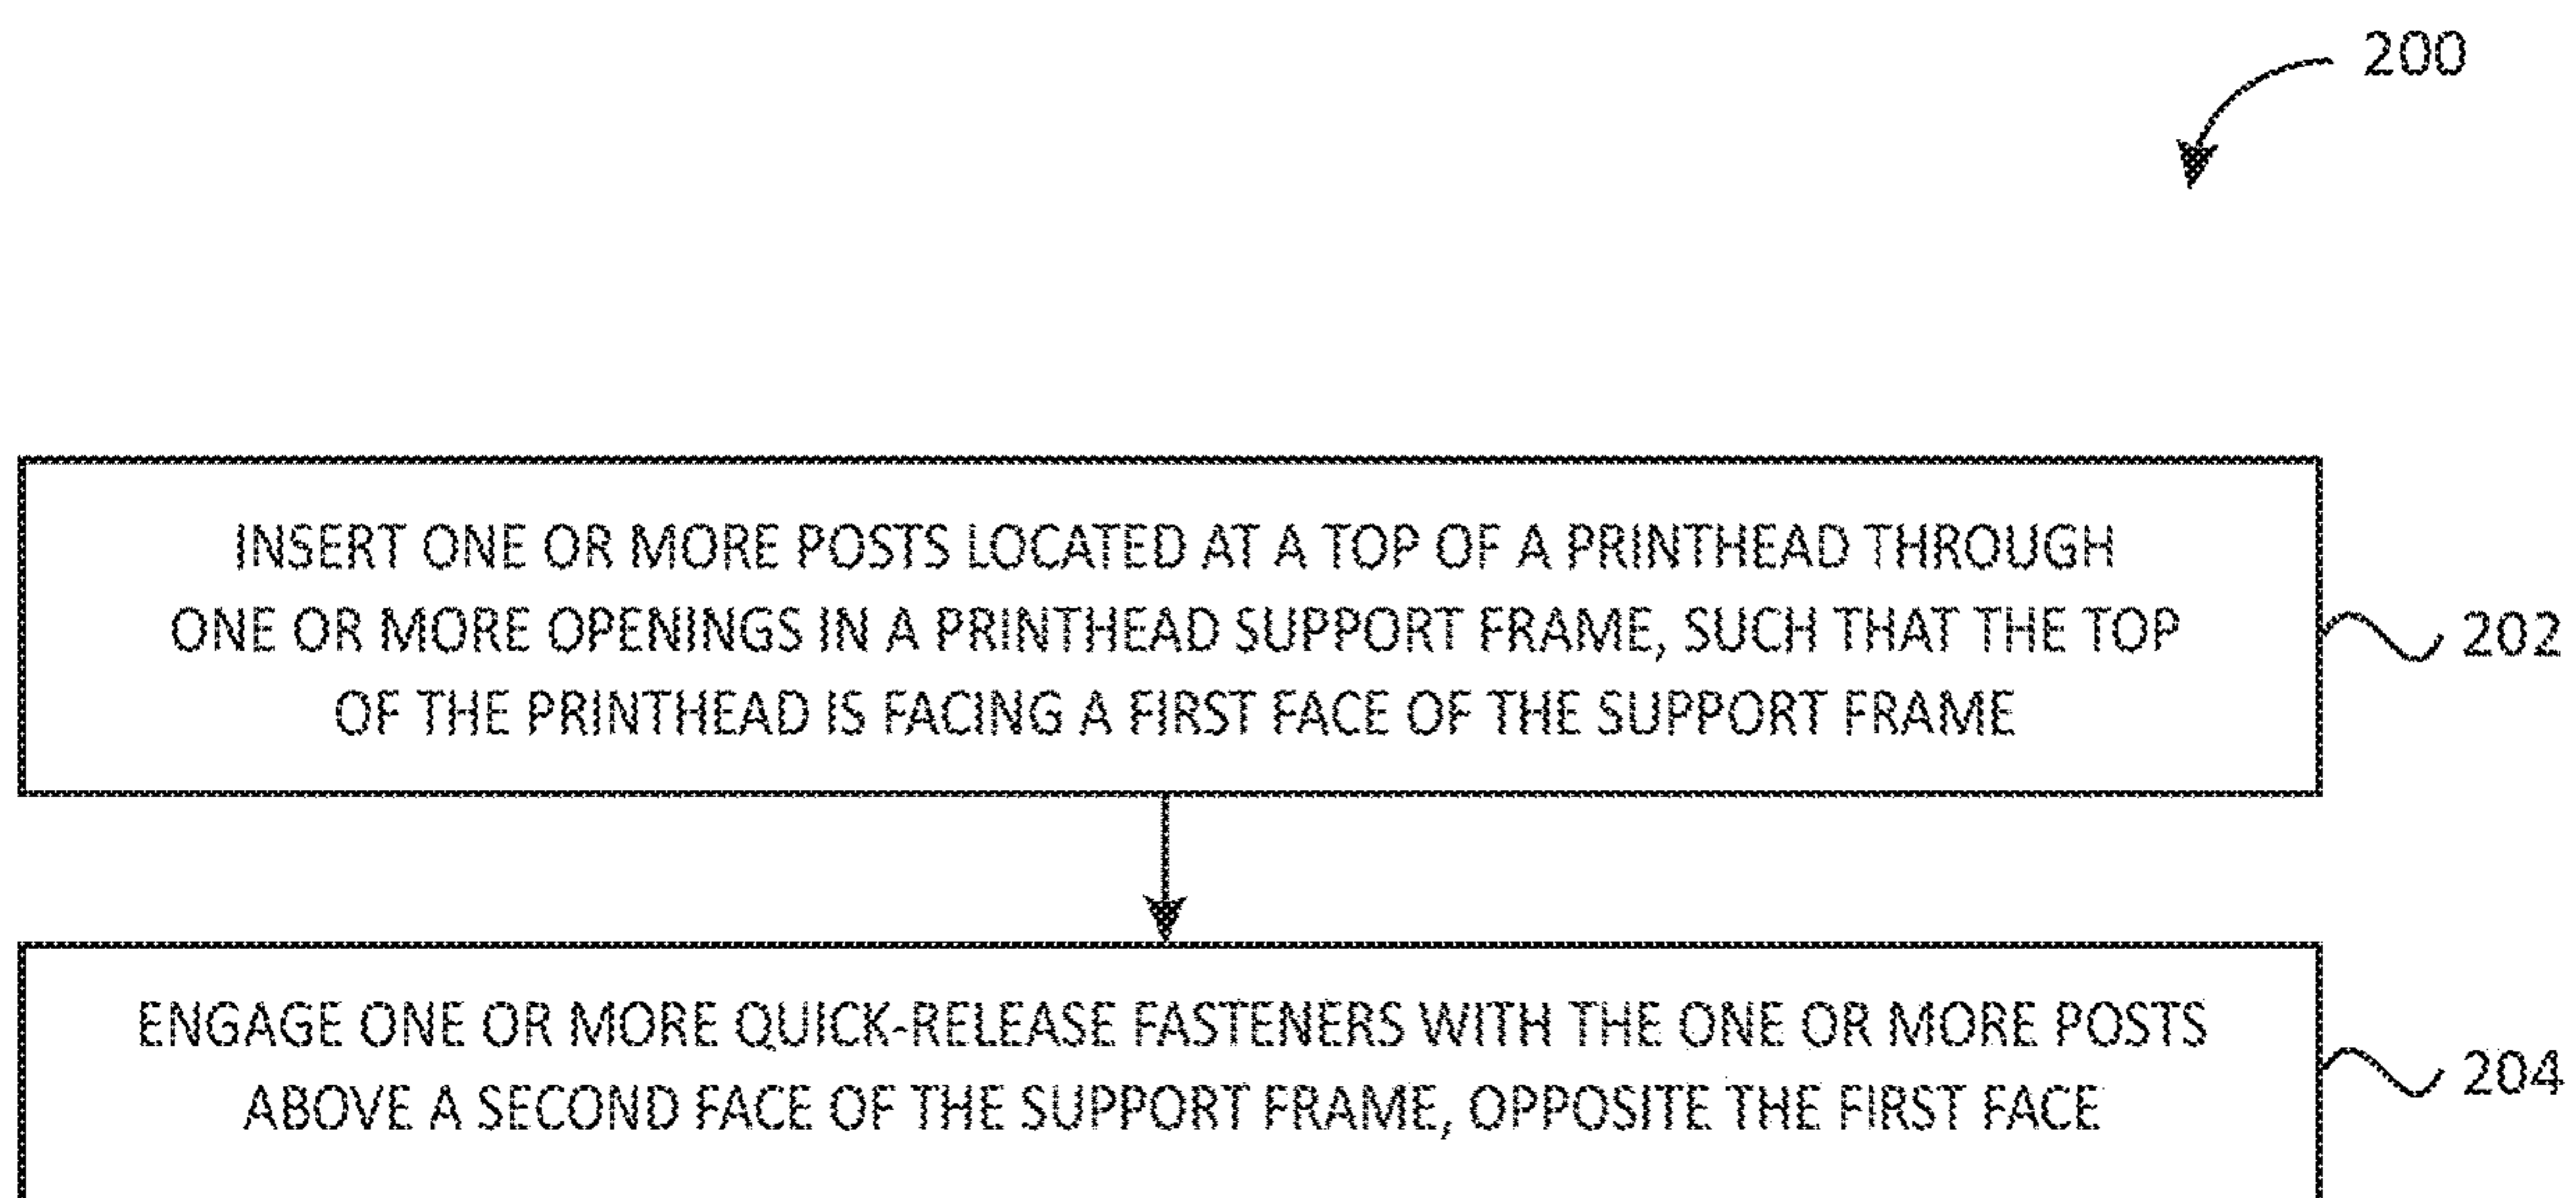 200
INSERT ONE OR MORE POSTS LOCATED AT A TOP OF A PRINTHEAD THROUGH
ONE OR MORE OPENINGS IN A PRINTHEAD SUPPORT FRAME, SUCH THAT THE TOP
OF THE PRINTHEAD IS FACING A FIRST FACE OF THE SUPPORT FRAME
202
ENGAGE ONE OR MORE QUICK-RELEASE FASTENERS WITH THE ONE OR MORE POSTS
ABOVE A SECOND FACE OF THE SUPPORT FRAME, OPPOSITE THE FIRST FACE
204